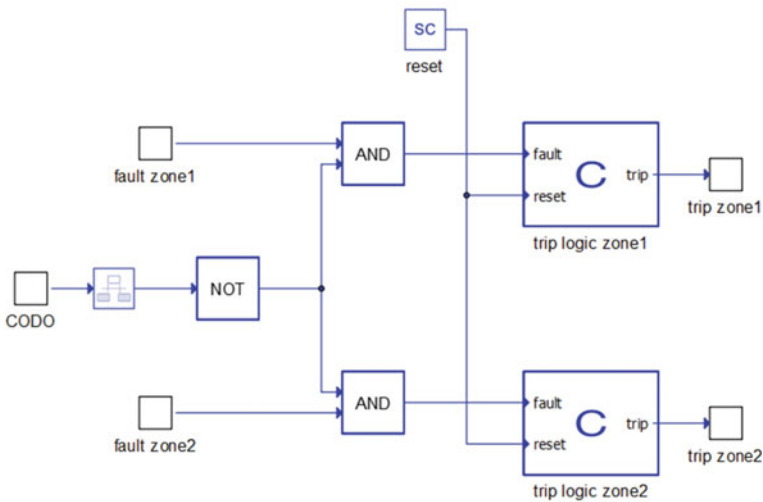 SC
reset
AND
fault zone1
fault
C
trip
reset
trip zone1
trip logic zone1
CODO
NOT
AND
fault zone2
fault
C
trip
reset
trip zone2
trip logic zone2